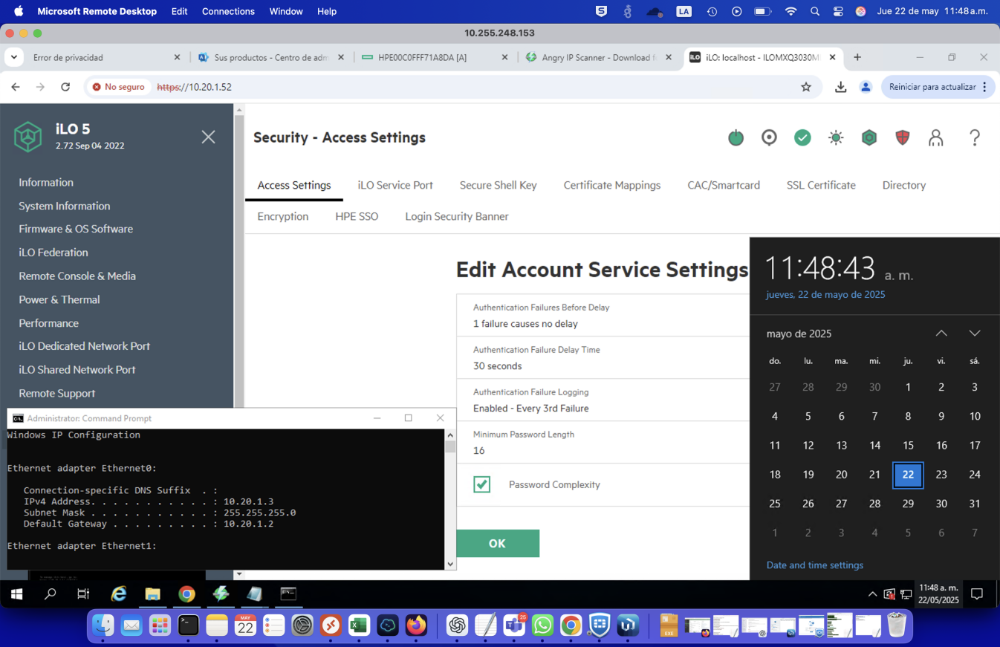 Microsoft Remote Desktop Edit Connections Window Help
LA
Jue 22 de may 11:48 a.m.
10.255.248.153
Error de privacidad
Sus productos - Centro de adm
HPE00C0FFF71A8DA [A]
Angry IP Scanner - Download f
iLO
iLO: localhost - ILOMXQ3030M
No seguro
https://10.20.1.52
Reiniciar para actualizar
iLO 5
2.72 Sep 04 2022
Information
System Information
Firmware & OS Software
iLO Federation
Remote Console & Media
Power & Thermal
Performance
iLO Dedicated Network Port
iLO Shared Network Port
Remote Support
Security - Access Settings
Access Settings
iLO Service Port
Secure Shell Key
Certificate Mappings
CAC/Smartcard
SSL Certificate
Directory
Encryption
HPE SSO
Login Security Banner
Edit Account Service Settings
Authentication Failures Before Delay
1 failure causes no delay
Authentication Failure Delay Time
30 seconds
Authentication Failure Logging
Enabled - Every 3rd Failure
Minimum Password Length
16
Password Complexity
OK
Administrator: Command Prompt
Windows IP Configuration
Ethernet adapter Ethernet0:
Connection-specific DNS Suffix . :
IPv4 Address. . . . . . . . . . . : 10.20.1.3
Subnet Mask . . . . . . . . . . . : 255.255.255.0
Default Gateway . . . . . . . . . : 10.20.1.2
Ethernet adapter Ethernet1:
11:48:43 a. m.
jueves, 22 de mayo de 2025
mayo de 2025
do. lu. ma. mi. ju. vi. sá.
27 28 29 30 1 2 3
4 5 6 7 8 9 10
11 12 13 14 15 16 17
18 19 20 21 22 23 24
25 26 27 28 29 30 31
1 2 3 4 5 6 7
Date and time settings
11:48 a. m.
22/05/2025
MAY
22
25
EXE